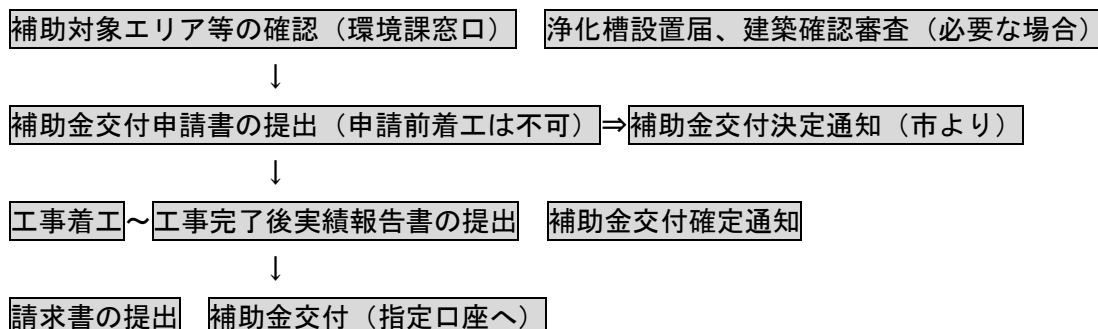 補助対象エリア等の確認（環境課窓口） 浄化槽設置届、建築確認審査（必要な場合）
↓
補助金交付申請書の提出（申請前着工は不可）⇒補助金交付決定通知（市より）
↓
工事着工～工事完了後実績報告書の提出 補助金交付確定通知
↓
請求書の提出 補助金交付（指定口座へ）